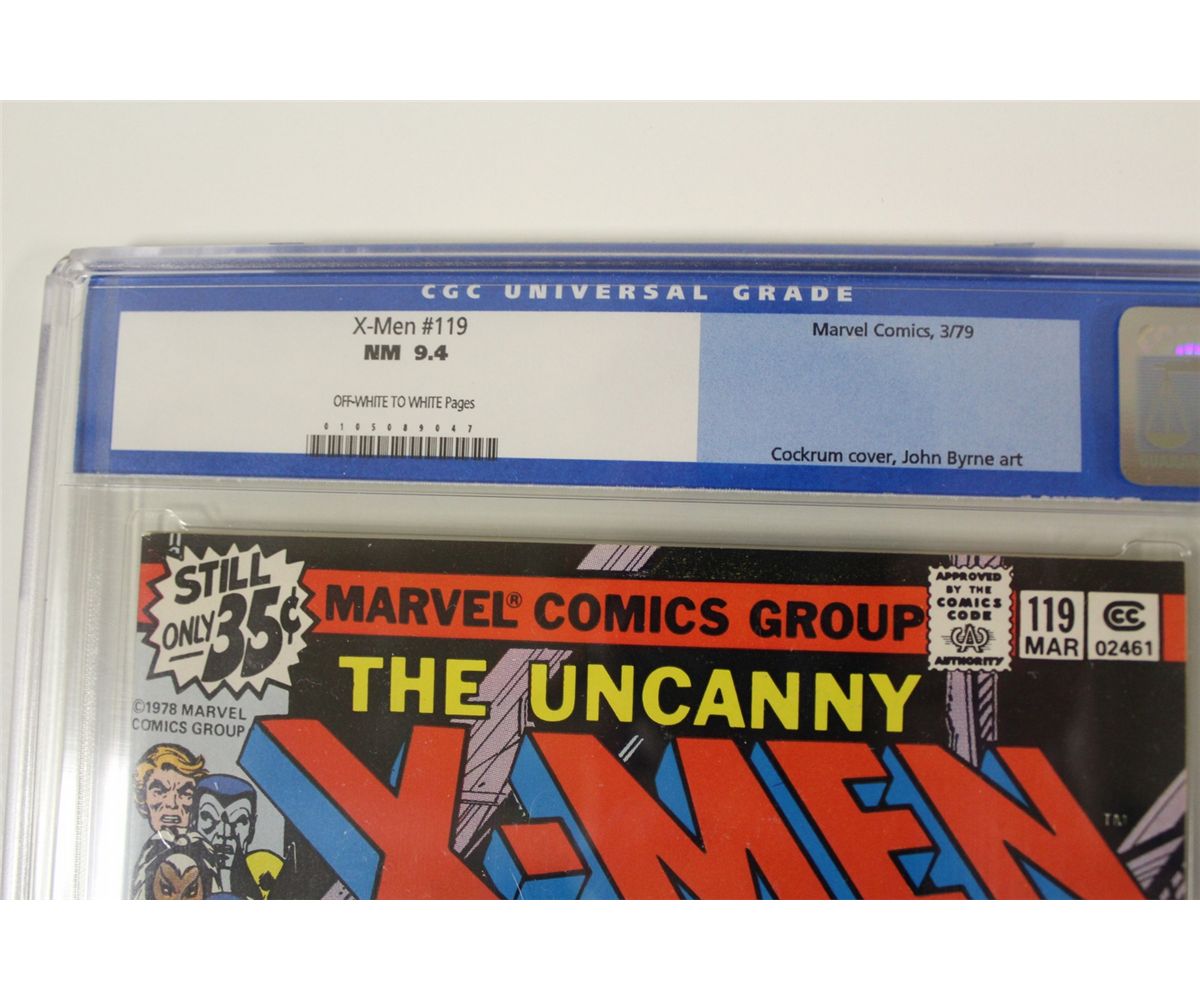 CGC UNIVERSAL GRADE
X-Men #119
NM 9.4
OFF-WHITE TO WHITE Pages
0105089047
Marvel Comics, 3/79
Cockrum cover, John Byrne art
STILL
ONLY 35¢
MARVEL® COMICS GROUP
APPROVED
BY THE
COMICS
CODE
CA
AUTHORITY
119
MAR
CC
02461
THE UNCANNY
©1978 MARVEL
COMICS GROUP
X-MEN
TM